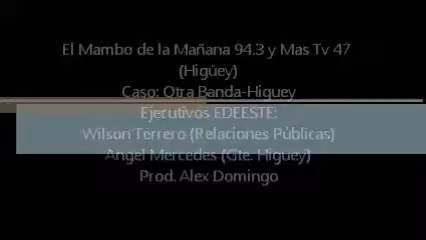 El Mambo de la Mañana 94.3 y Mas Tv 47
(Higüey)
Caso: Otra Banda-Higuey
Ejecutivos EDEESTE:
Wilson Terrero (Relaciones Públicas)
Angel Mercedes (Gte. Higuey)
Prod. Alex Domingo